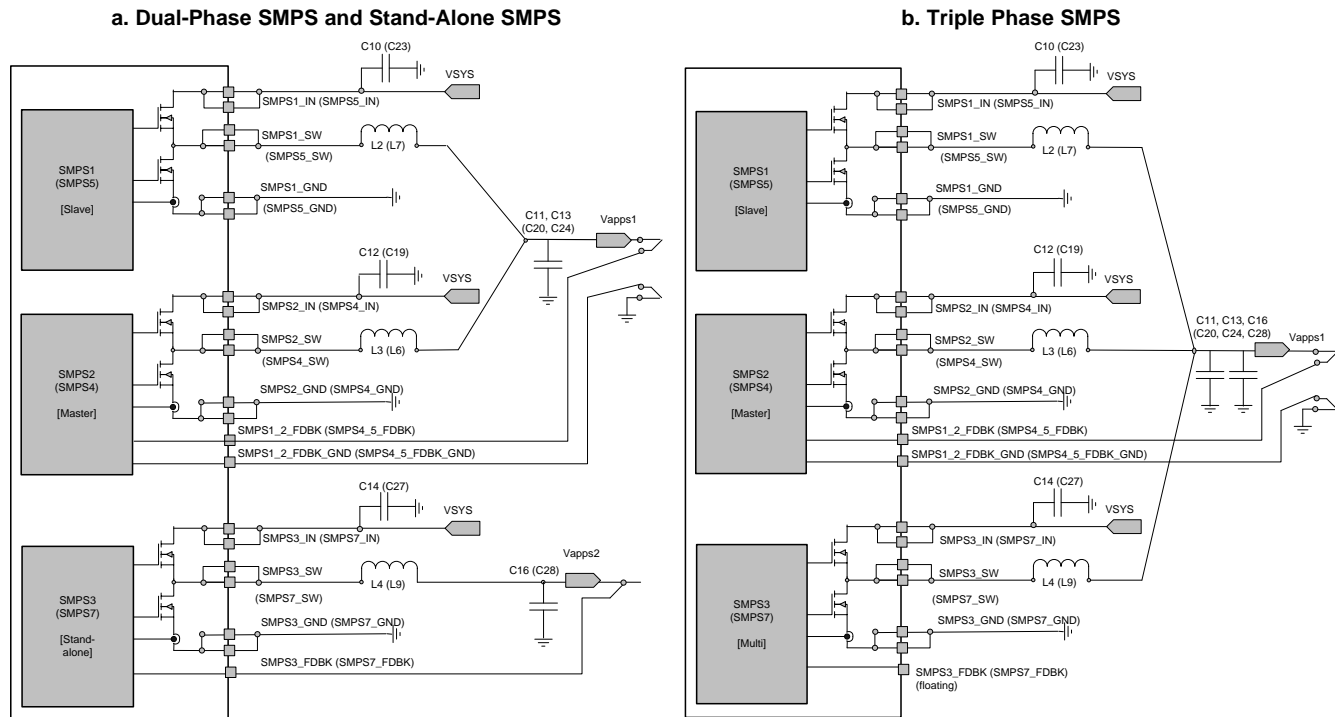 a. Dual-Phase SMPS and Stand-Alone SMPS
C10 (C23)
VSYS
SMPS1_IN (SMPS5_IN)
SMPS1_SW
(SMPS5_SW)
L2 (L7)
SMPS1
(SMPS5)
[Slave]
SMPS1_GND
(SMPS5_GND)
C11, C13
(C20, C24)
Vapps1
C12 (C19)
VSYS
SMPS2_IN (SMPS4_IN)
SMPS2_SW
(SMPS4_SW)
L3 (L6)
SMPS2
(SMPS4)
[Master]
SMPS2_GND (SMPS4_GND)
SMPS1_2_FDBK (SMPS4_5_FDBK)
SMPS1_2_FDBK_GND (SMPS4_5_FDBK_GND)
C14 (C27)
VSYS
SMPS3_IN (SMPS7_IN)
SMPS3_SW
(SMPS7_SW)
L4 (L9)
C16 (C28)
Vapps2
SMPS3
(SMPS7)
[Stand-
alone]
SMPS3_GND (SMPS7_GND)
SMPS3_FDBK (SMPS7_FDBK)
b. Triple Phase SMPS
C10 (C23)
VSYS
SMPS1_IN (SMPS5_IN)
SMPS1_SW
(SMPS5_SW)
L2 (L7)
SMPS1
(SMPS5)
[Slave]
SMPS1_GND
(SMPS5_GND)
C12 (C19)
VSYS
SMPS2_IN (SMPS4_IN)
SMPS2_SW
(SMPS4_SW)
L3 (L6)
C11, C13, C16
(C20, C24, C28)
Vapps1
SMPS2
(SMPS4)
[Master]
SMPS2_GND (SMPS4_GND)
SMPS1_2_FDBK (SMPS4_5_FDBK)
SMPS1_2_FDBK_GND (SMPS4_5_FDBK_GND)
C14 (C27)
VSYS
SMPS3_IN (SMPS7_IN)
SMPS3_SW
(SMPS7_SW)
L4 (L9)
SMPS3
(SMPS7)
[Multi]
SMPS3_GND (SMPS7_GND)
SMPS3_FDBK (SMPS7_FDBK)
(floating)